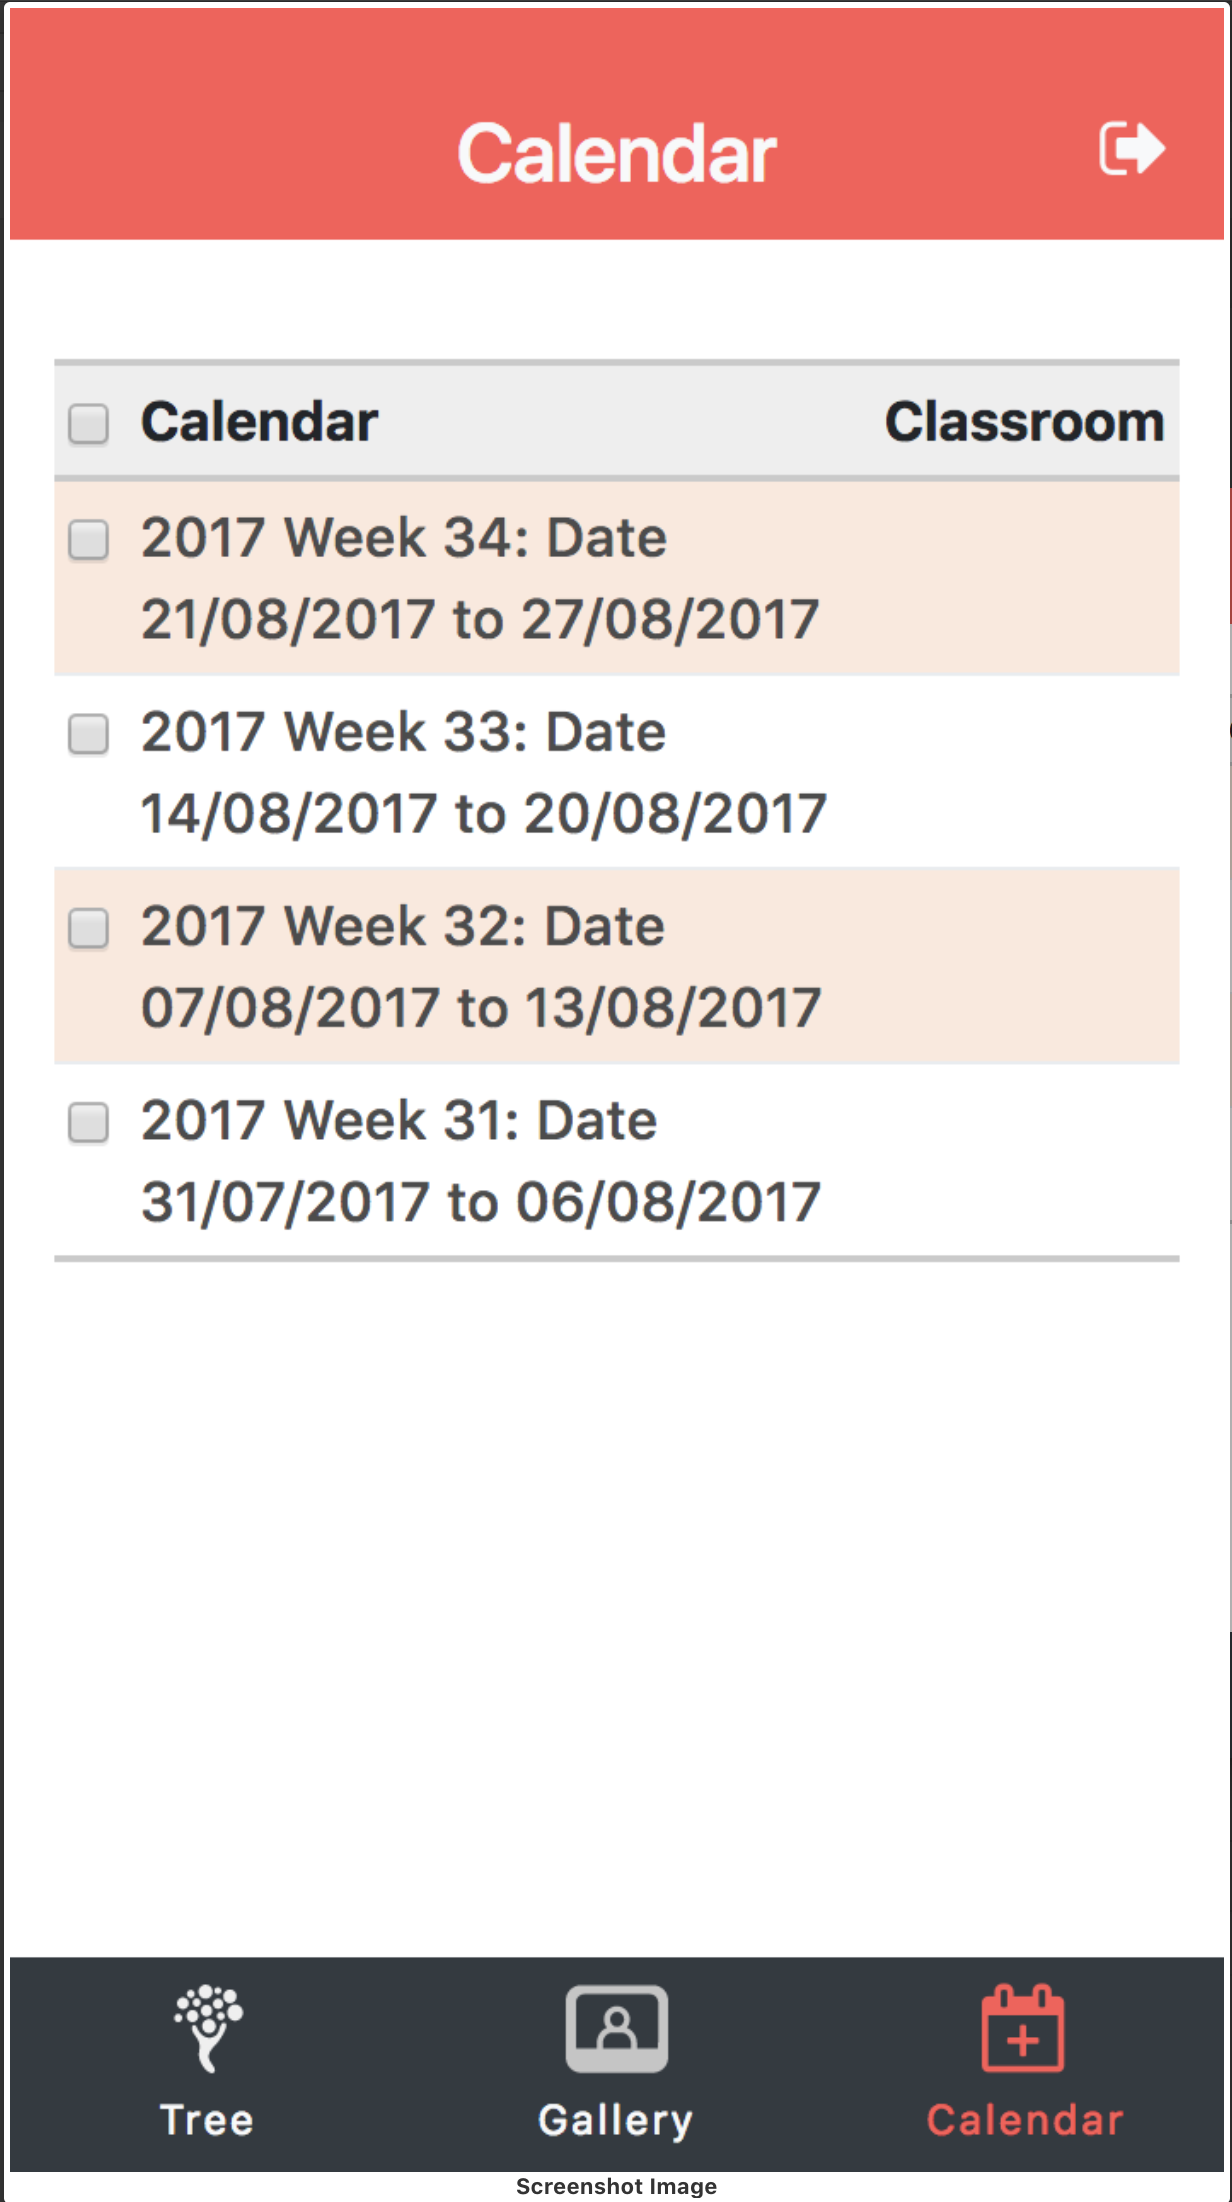 Calendar
Calendar Classroom
2017 Week 34: Date
21/08/2017 to 27/08/2017
2017 Week 33: Date
14/08/2017 to 20/08/2017
2017 Week 32: Date
07/08/2017 to 13/08/2017
2017 Week 31: Date
31/07/2017 to 06/08/2017
Tree Gallery Calendar
Screenshot Image